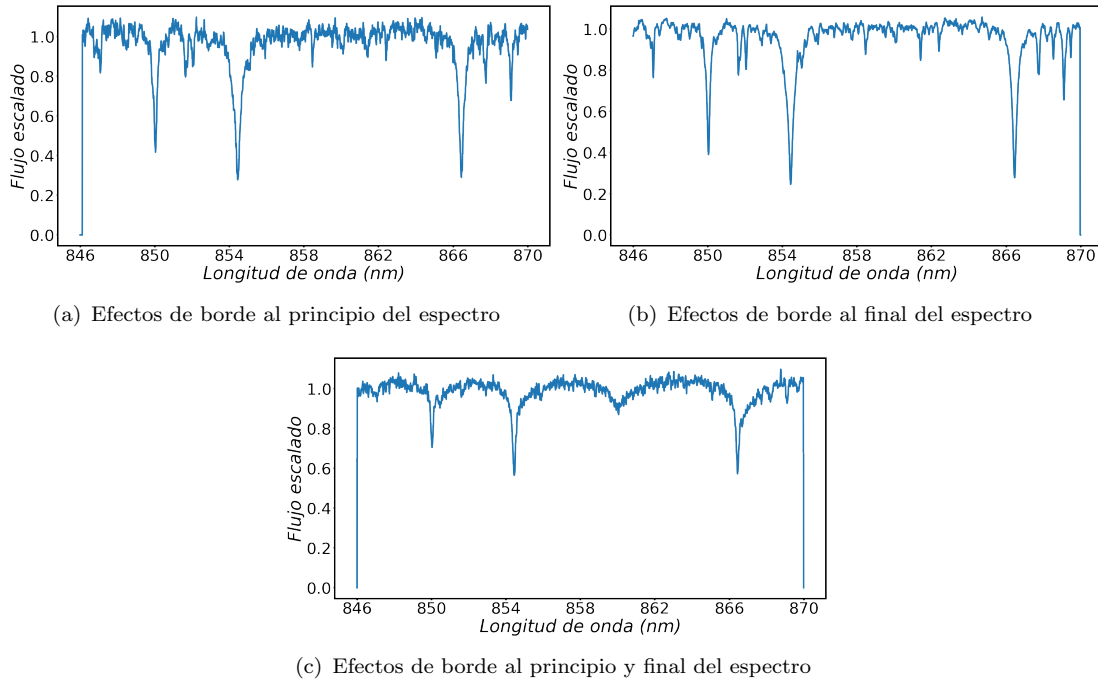 1.0
0.8
0.6
0.4
0.2
0.0
Flujo escalado
846 850 854 858 862 866 870
Longitud de onda (nm)
(a) Efectos de borde al principio del espectro
1.0
0.8
0.6
0.4
0.2
0.0
Flujo escalado
846 850 854 858 862 866 870
Longitud de onda (nm)
(b) Efectos de borde al final del espectro
1.0
0.8
0.6
0.4
0.2
0.0
Flujo escalado
846 850 854 858 862 866 870
Longitud de onda (nm)
(c) Efectos de borde al principio y final del espectro